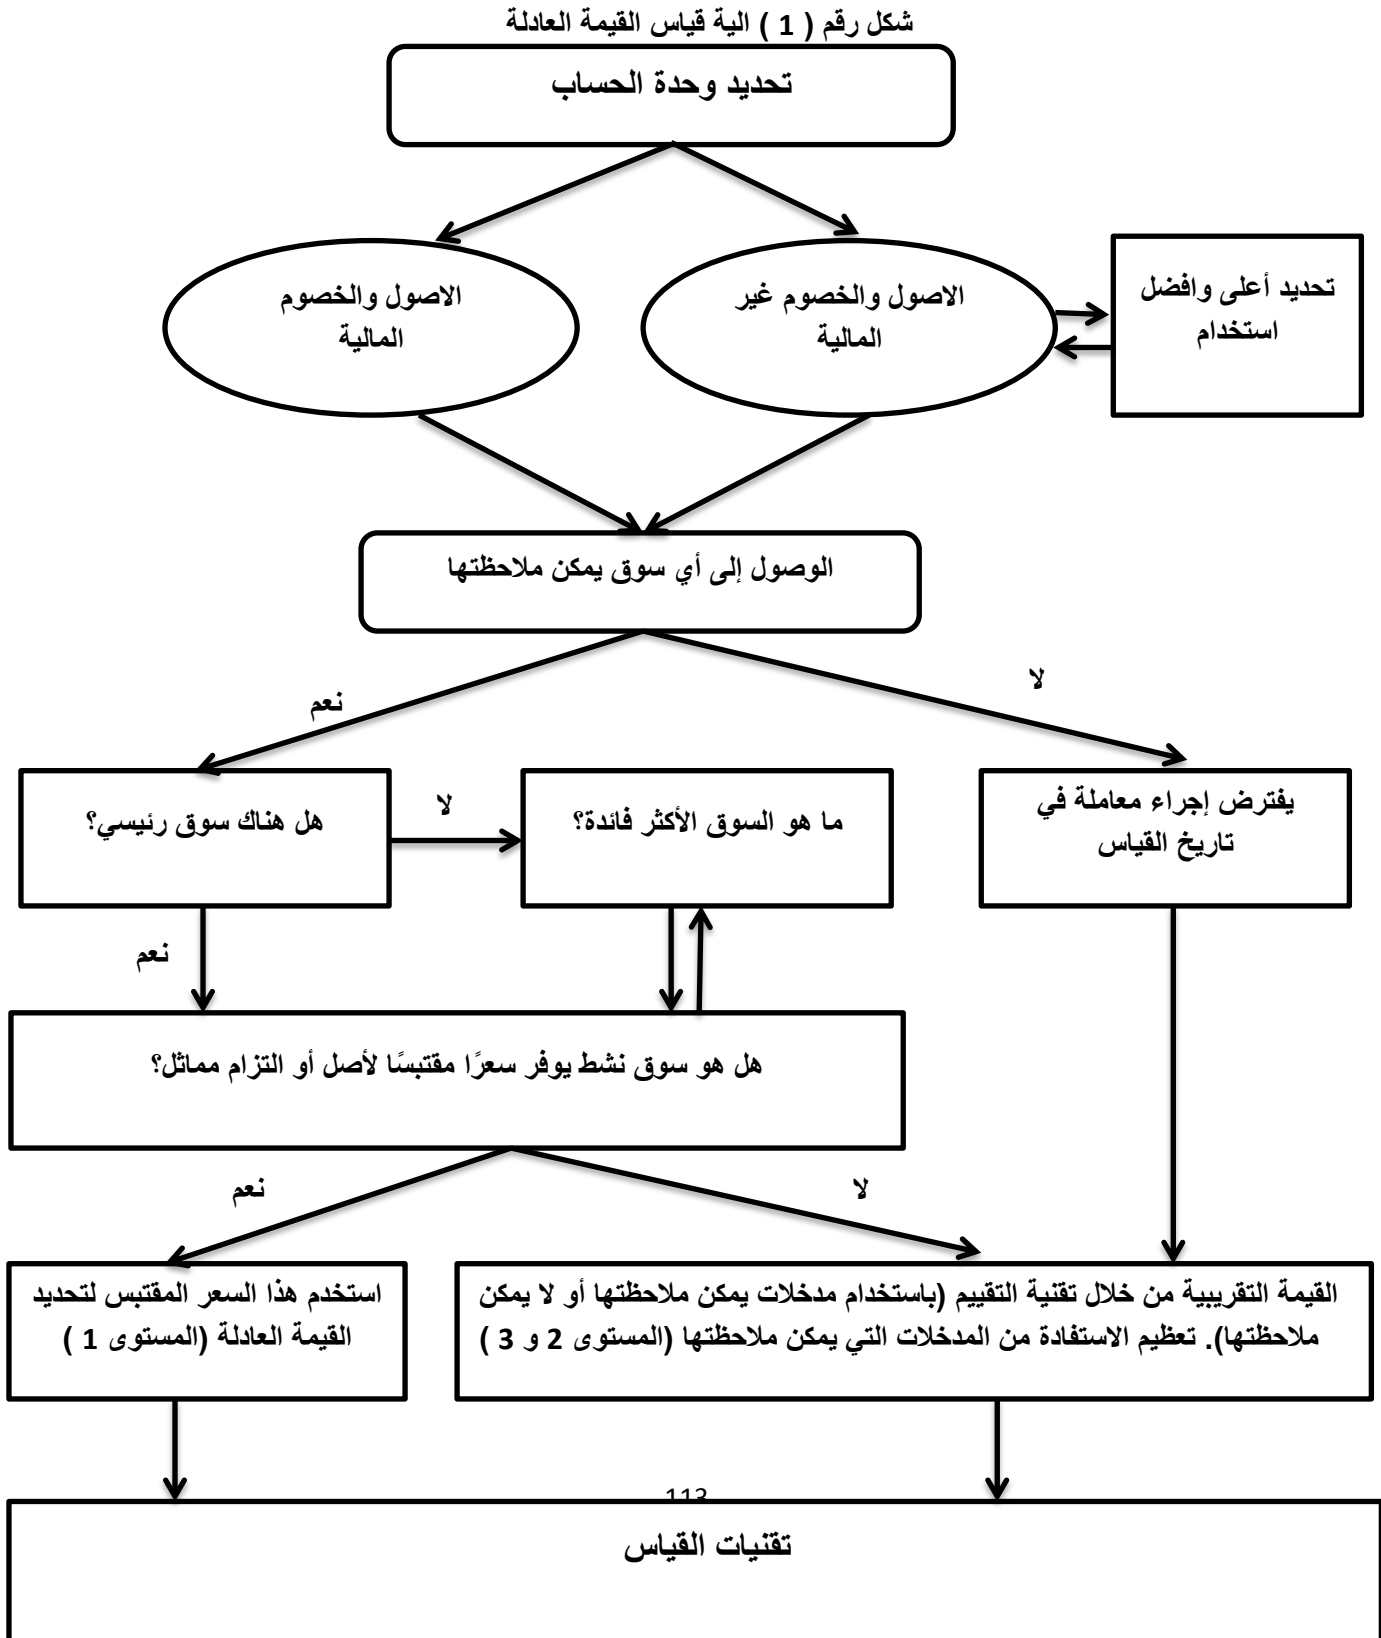 شكل رقم ( 1 ) الية قياس القيمة العادلة
تحديد وحدة الحساب
الاصول والخصوم غير
المالية
الاصول والخصوم
المالية
تحديد أعلى وافضل
استخدام
الوصول إلى أي سوق يمكن ملاحظتها
لا
نعم
يفترض إجراء معاملة في
تاريخ القياس
ما هو السوق الأكثر فائدة؟
لا
هل هناك سوق رئيسي؟
نعم
هل هو سوق نشط يوفر سعرًا مقتبسًا لأصل أو التزام مماثل؟
لا
نعم
القيمة التقريبية من خلال تقنية التقييم (باستخدام مدخلات يمكن ملاحظتها أو لا يمكن
ملاحظتها). تعظيم الاستفادة من المدخلات التي يمكن ملاحظتها (المستوى 2 و 3 )
استخدم هذا السعر المقتبس لتحديد
القيمة العادلة (المستوى 1 )
113
تقنيات القياس